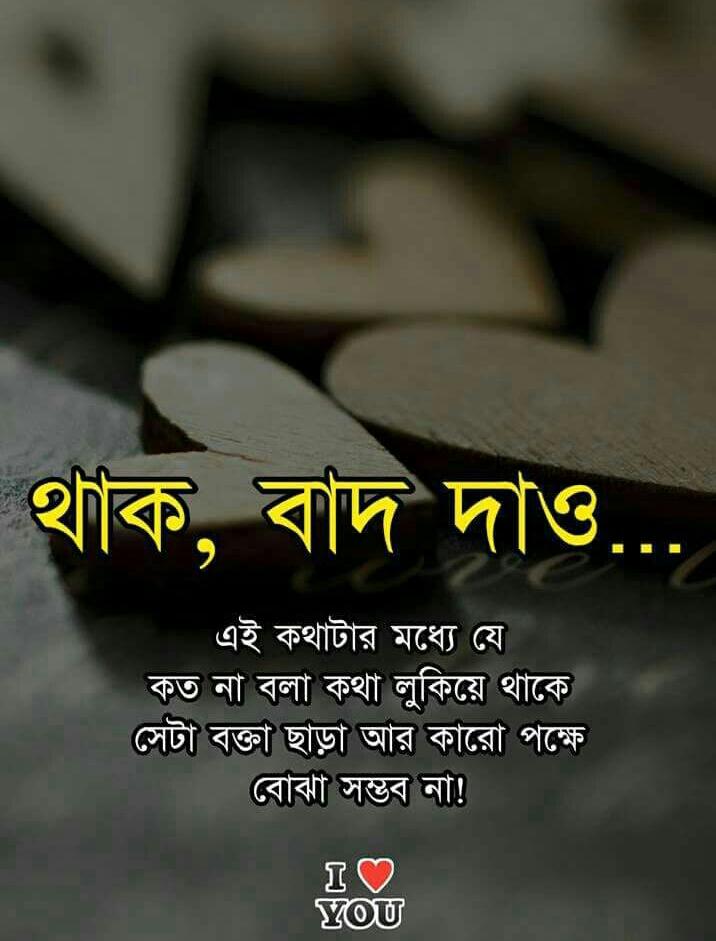 থাক, বাদ দাও...
এই কথাটার মধ্যে যে
কত না বলা কথা লুকিয়ে থাকে
সেটা বক্তা ছাড়া আর কারো পক্ষে
বোঝা সম্ভব না!
I ❤
YOU